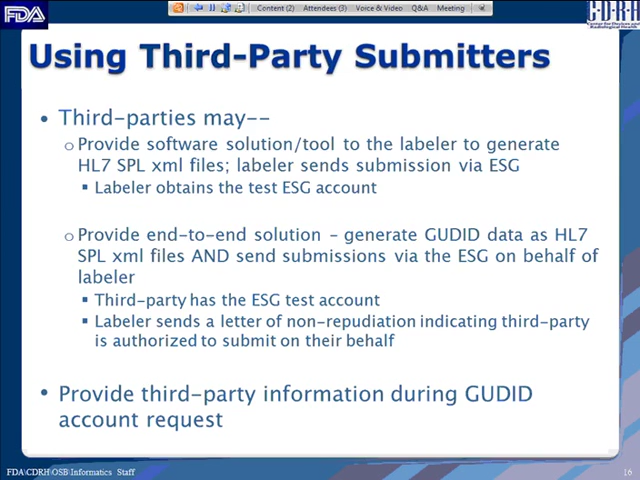 FDA
Content (2) Attendees (3) Voice & Video Q&A Meeting
CDRH
Center for Devices and
Radiological Health
Using Third-Party Submitters
• Third-parties may--
o Provide software solution/tool to the labeler to generate
HL7 SPL xml files; labeler sends submission via ESG
▪ Labeler obtains the test ESG account
o Provide end-to-end solution – generate GUDID data as HL7
SPL xml files AND send submissions via the ESG on behalf of
labeler
▪ Third-party has the ESG test account
▪ Labeler sends a letter of non-repudiation indicating third-party
is authorized to submit on their behalf
• Provide third-party information during GUDID
account request
FDA\CDRH\OSB\Informatics Staff
16